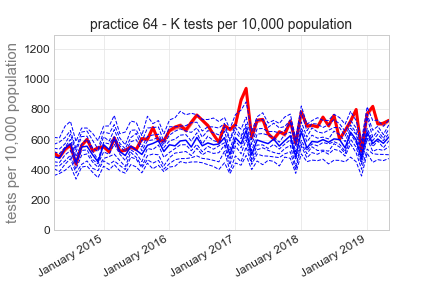 practice 64 - K tests per 10,000 population
tests per 10,000 population
1200
1000
800
600
400
200
0
January 2015
January 2016
January 2017
January 2018
January 2019